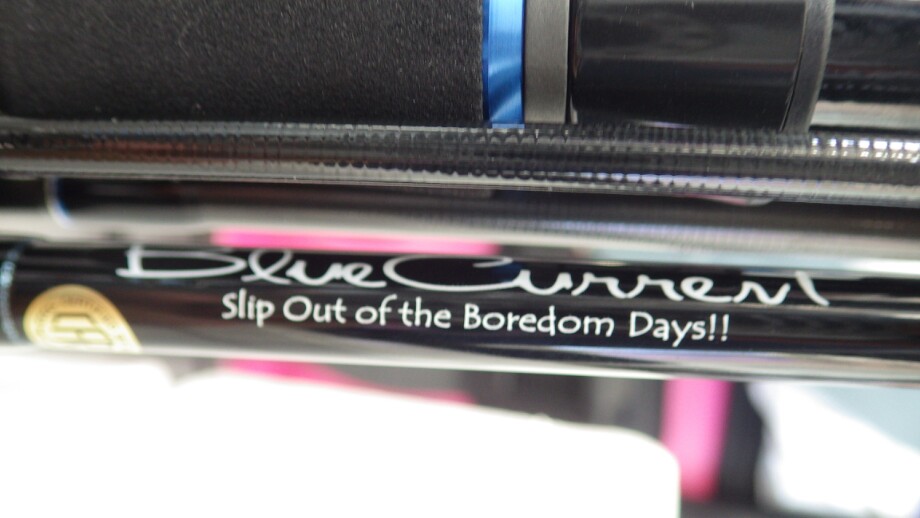 BlueCurrent
Slip Out of the Boredom Days!!